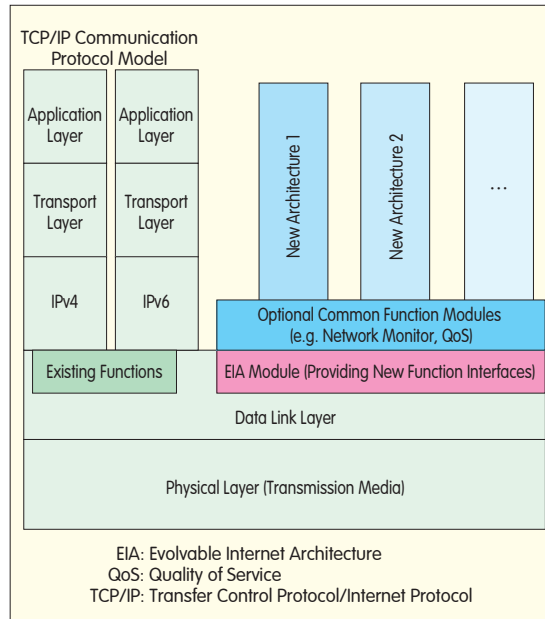 TCP/IP Communication
Protocol Model
Application
Layer
Application
Layer
Transport
Layer
Transport
Layer
IPv4
IPv6
New Architecture 1
New Architecture 2
...
Optional Common Function Modules
(e.g. Network Monitor, QoS)
Existing Functions
EIA Module (Providing New Function Interfaces)
Data Link Layer
Physical Layer (Transmission Media)
EIA: Evolvable Internet Architecture
QoS: Quality of Service
TCP/IP: Transfer Control Protocol/Internet Protocol